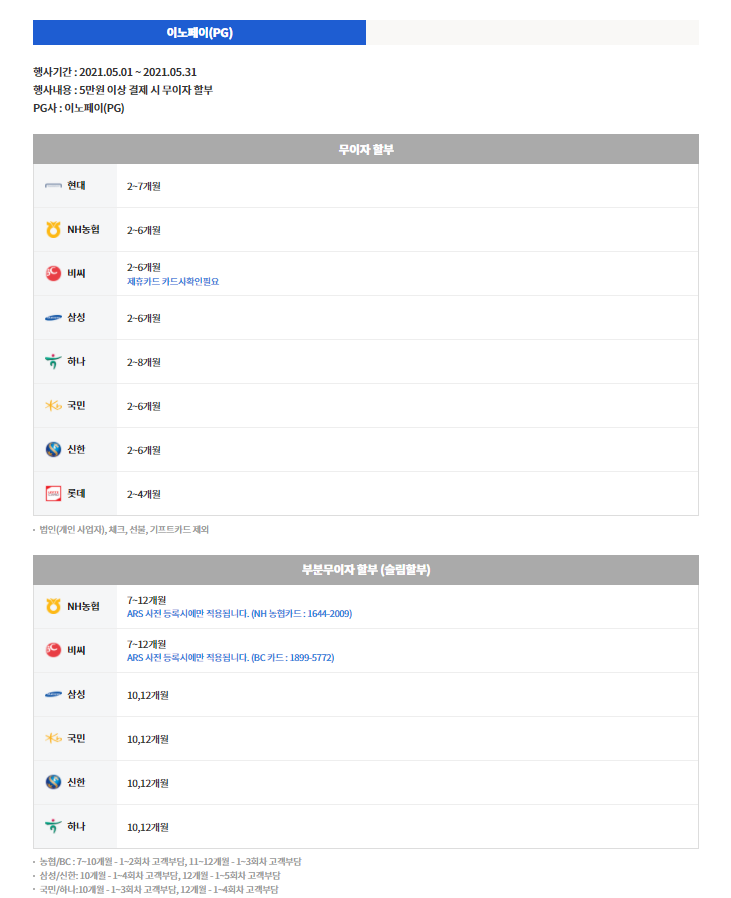 이노페이(PG)
행사기간 : 2021.05.01 ~ 2021.05.31
행사내용 : 5만원 이상 결제 시 무이자 할부
PG사 : 이노페이(PG)
무이자 할부
현대 2~7개월
NH농협 2~6개월
비씨 2~6개월
제휴카드 카드사확인필요
삼성 2~6개월
하나 2~8개월
국민 2~6개월
신한 2~6개월
롯데 2~4개월
· 법인(개인 사업자), 체크, 선불, 기프트카드 제외
부분무이자 할부 (슬림할부)
NH농협 7~12개월
ARS 사전 등록시에만 적용됩니다. (NH 농협카드 : 1644-2009)
비씨 7~12개월
ARS 사전 등록시에만 적용됩니다. (BC 카드 : 1899-5772)
삼성 10,12개월
국민 10,12개월
신한 10,12개월
하나 10,12개월
· 농협/BC : 7~10개월 - 1~2회차 고객부담, 11~12개월 - 1~3회차 고객부담
· 삼성/신한: 10개월 - 1~4회차 고객부담, 12개월 - 1~5회차 고객부담
· 국민/하나:10개월 - 1~3회차 고객부담, 12개월 - 1~4회차 고객부담